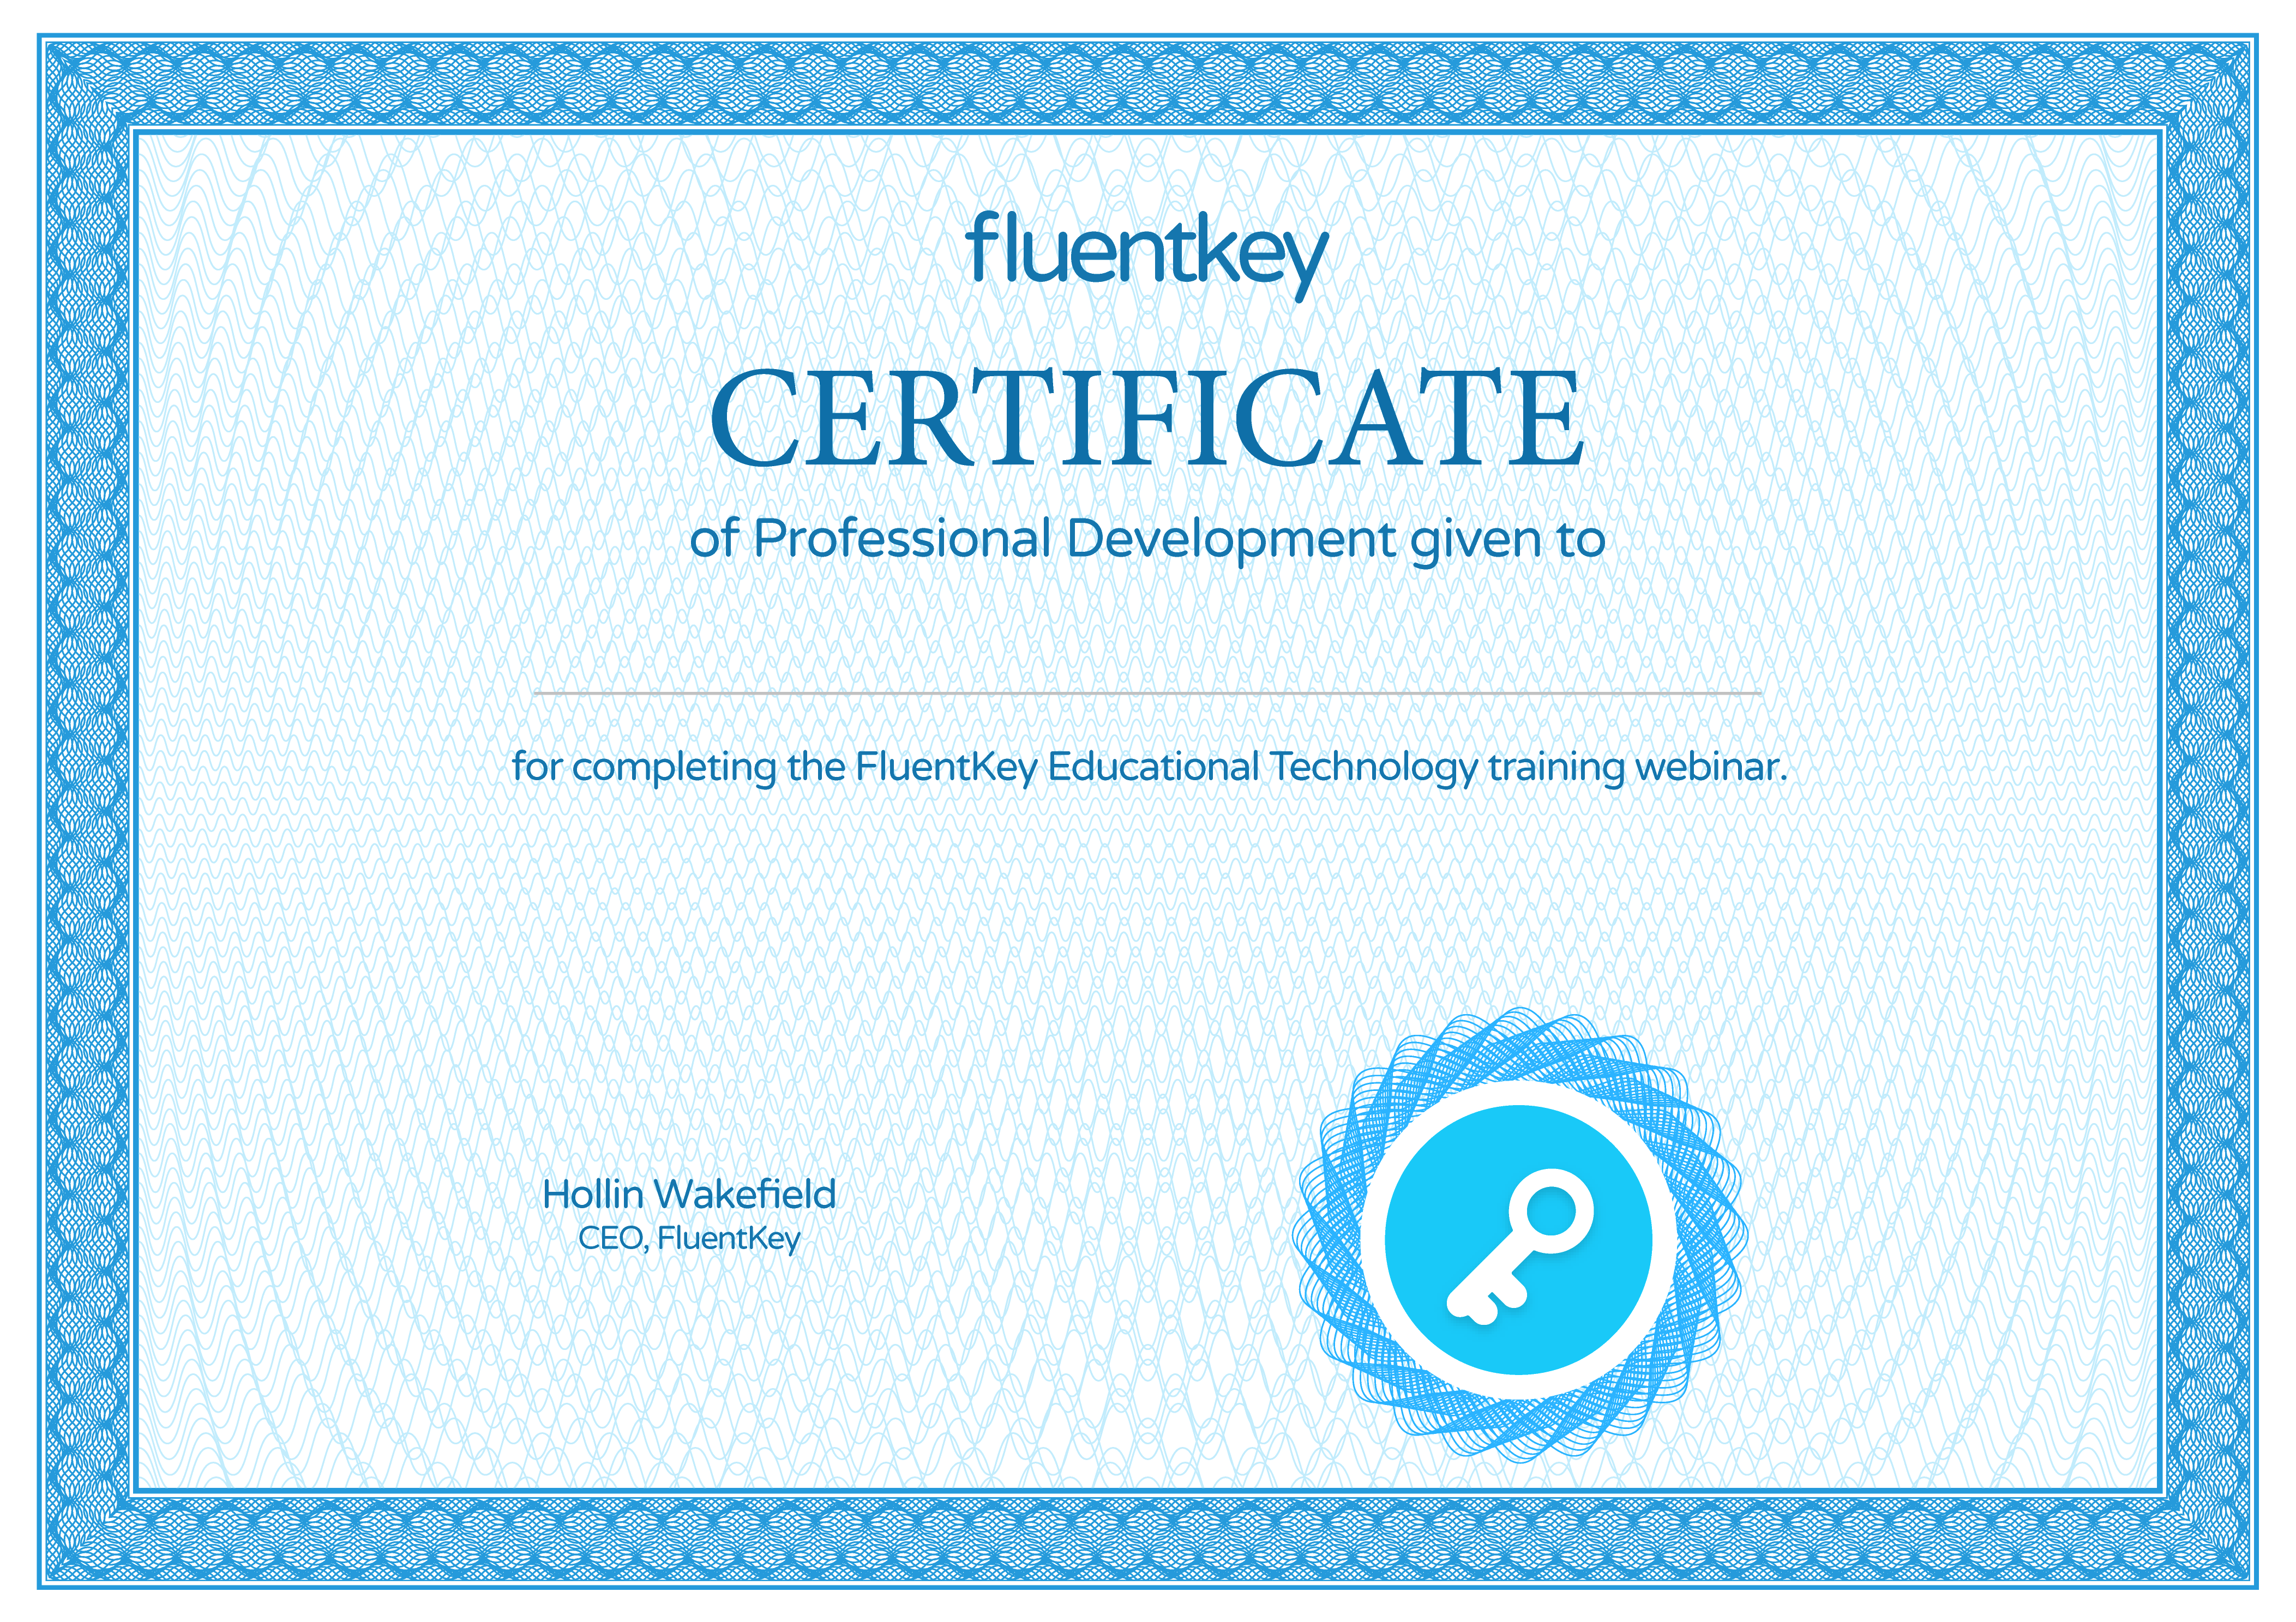 fluentkey
CERTIFICATE
of Professional Development given to
for completing the FluentKey Educational Technology training webinar.
Hollin Wakefield
CEO, FluentKey